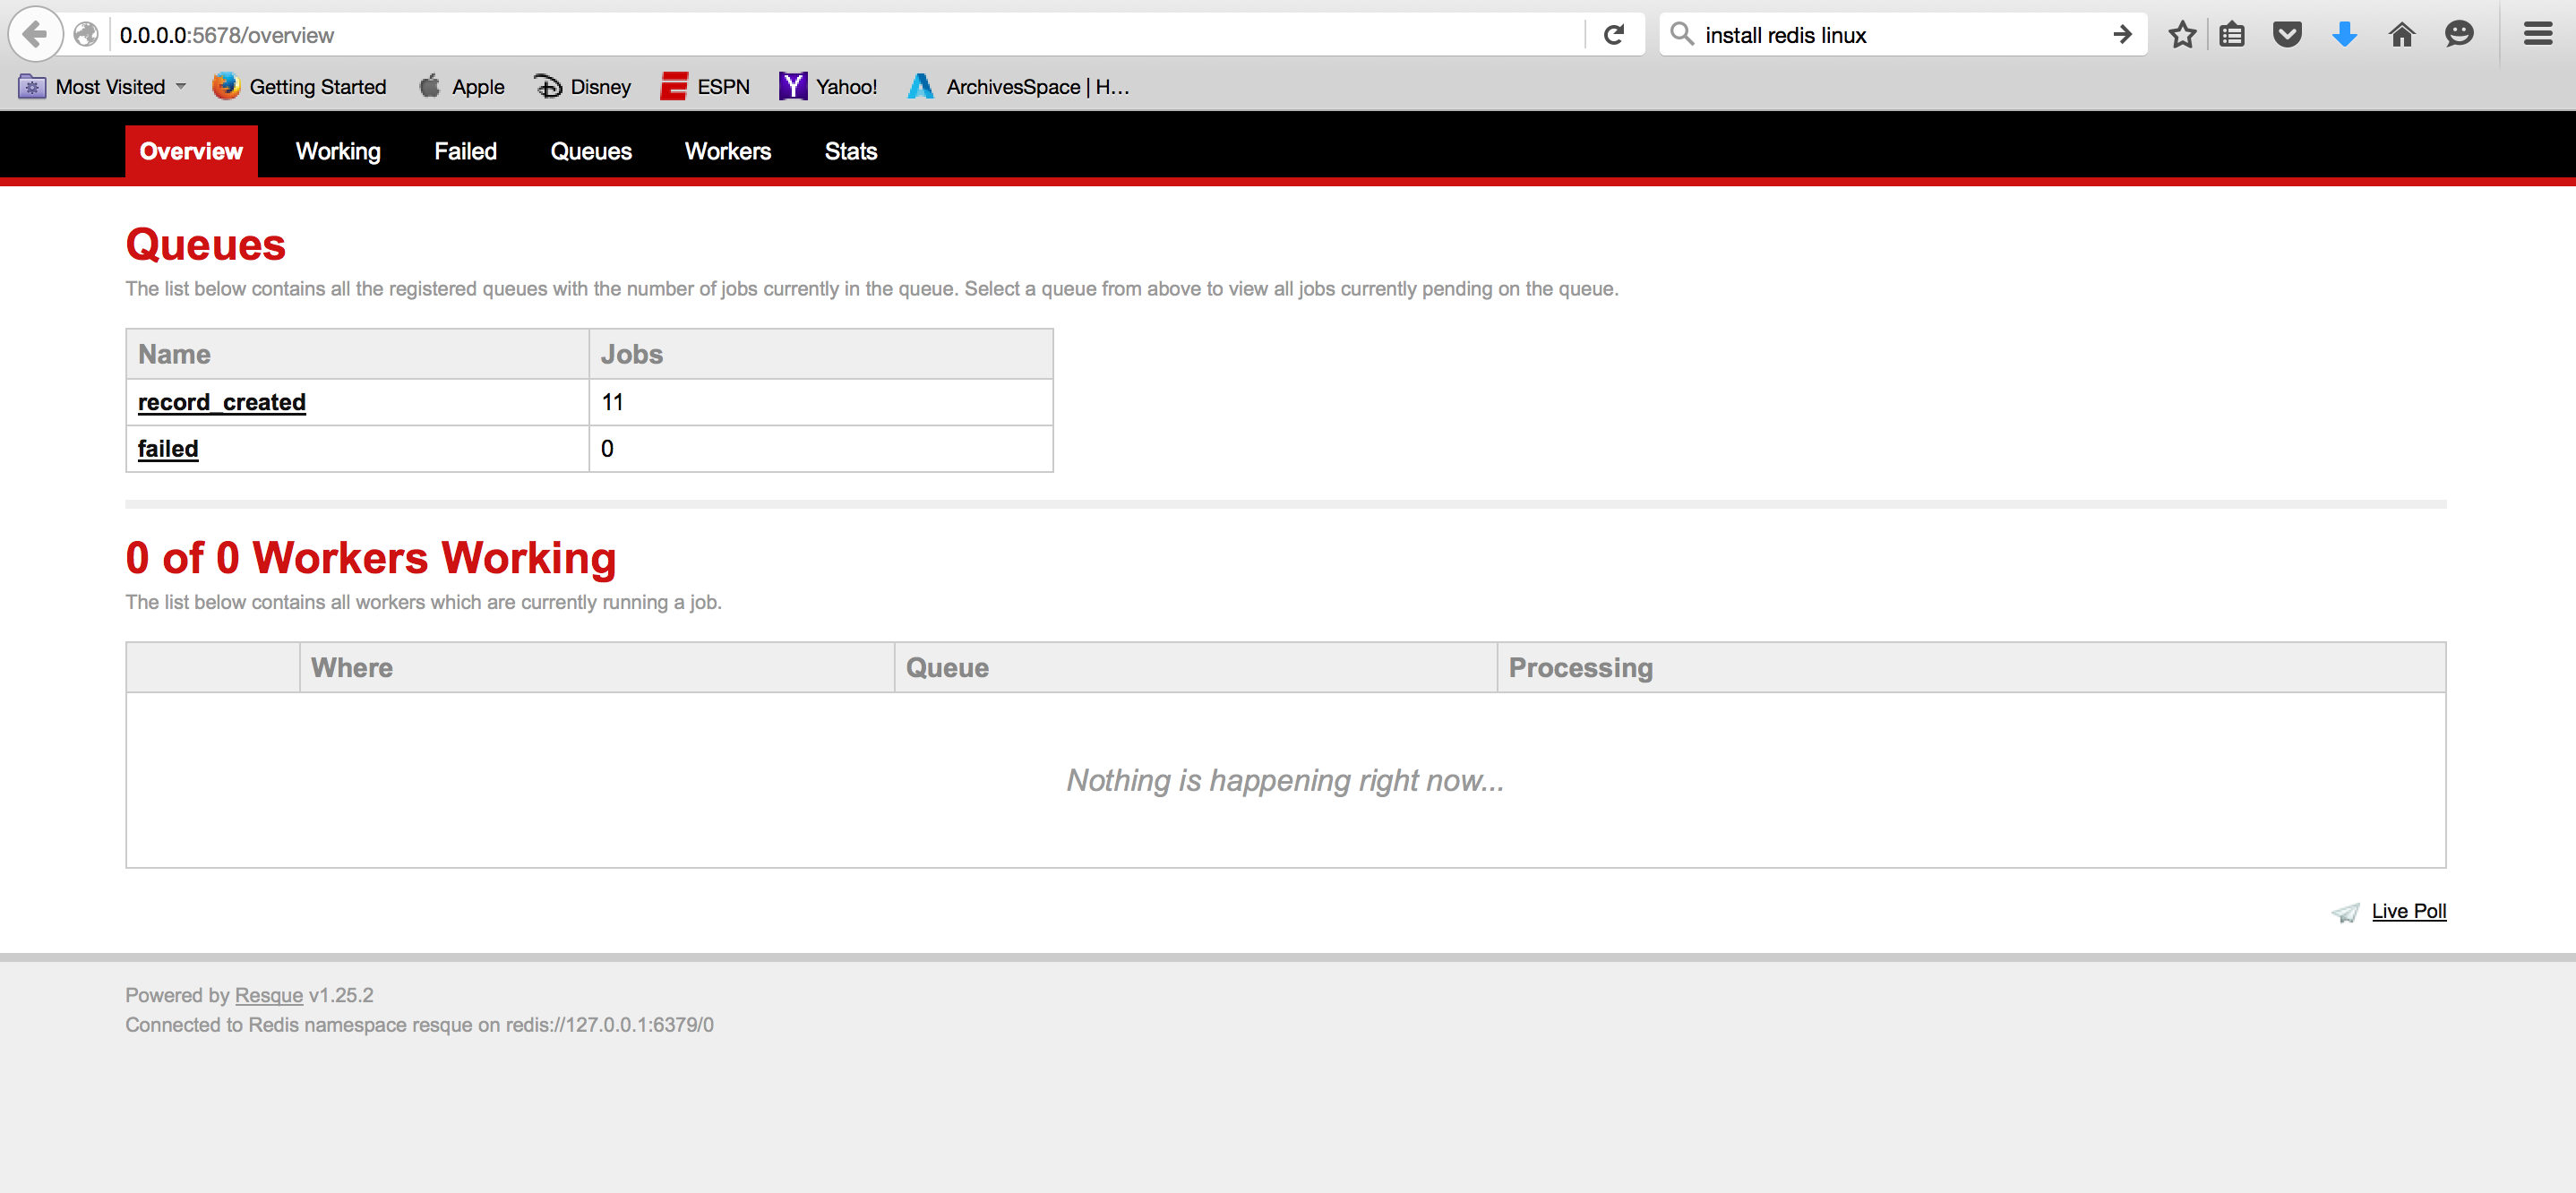 0.0.0.0:5678/overview install redis linux
Most Visited Getting Started Apple Disney ESPN Yahoo! ArchivesSpace | H...
Overview Working Failed Queues Workers Stats
Queues
The list below contains all the registered queues with the number of jobs currently in the queue. Select a queue from above to view all jobs currently pending on the queue.
Name Jobs
record_created 11
failed 0
0 of 0 Workers Working
The list below contains all workers which are currently running a job.
Where Queue Processing
Nothing is happening right now...
Live Poll
Powered by Resque v1.25.2
Connected to Redis namespace resque on redis://127.0.0.1:6379/0